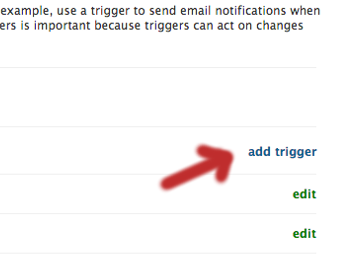 example, use a trigger to send email notifications when
ers is important because triggers can act on changes
add trigger
edit
edit